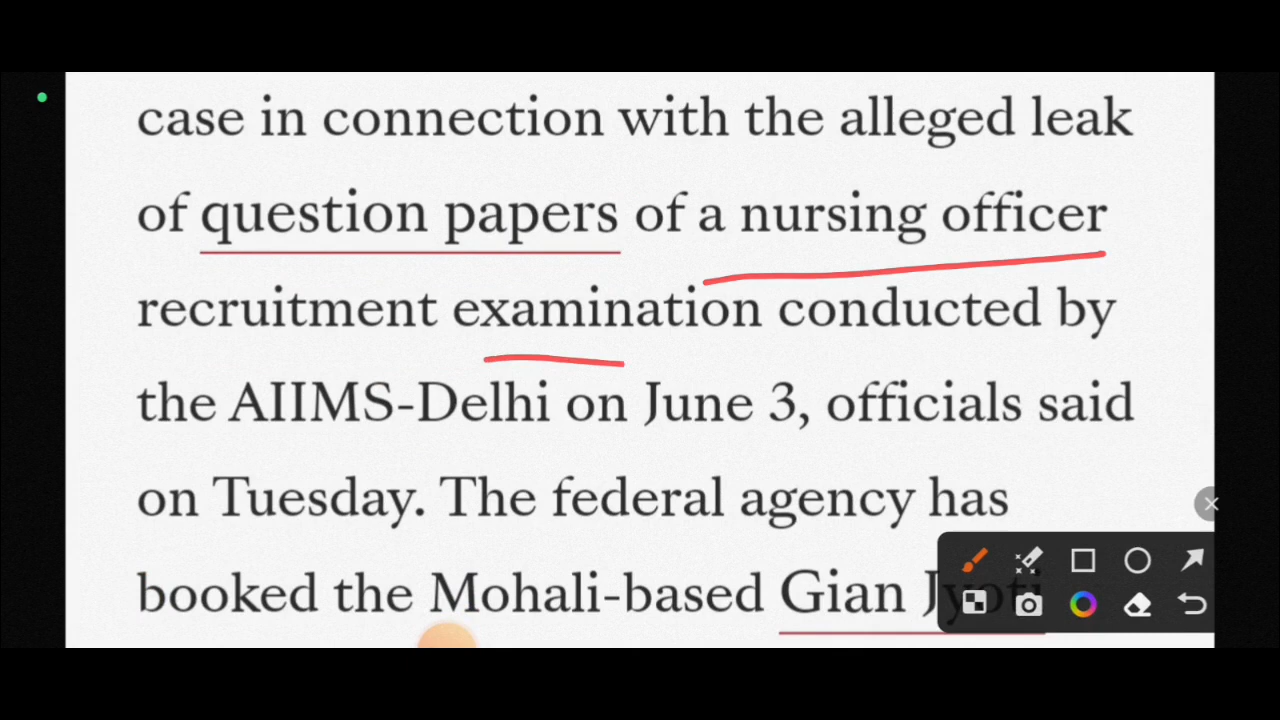 case in connection with the alleged leak
of question papers of a nursing officer
recruitment examination conducted by
the AIIMS-Delhi on June 3, officials said
on Tuesday. The federal agency has
booked the Mohali-based Gian Jyoti